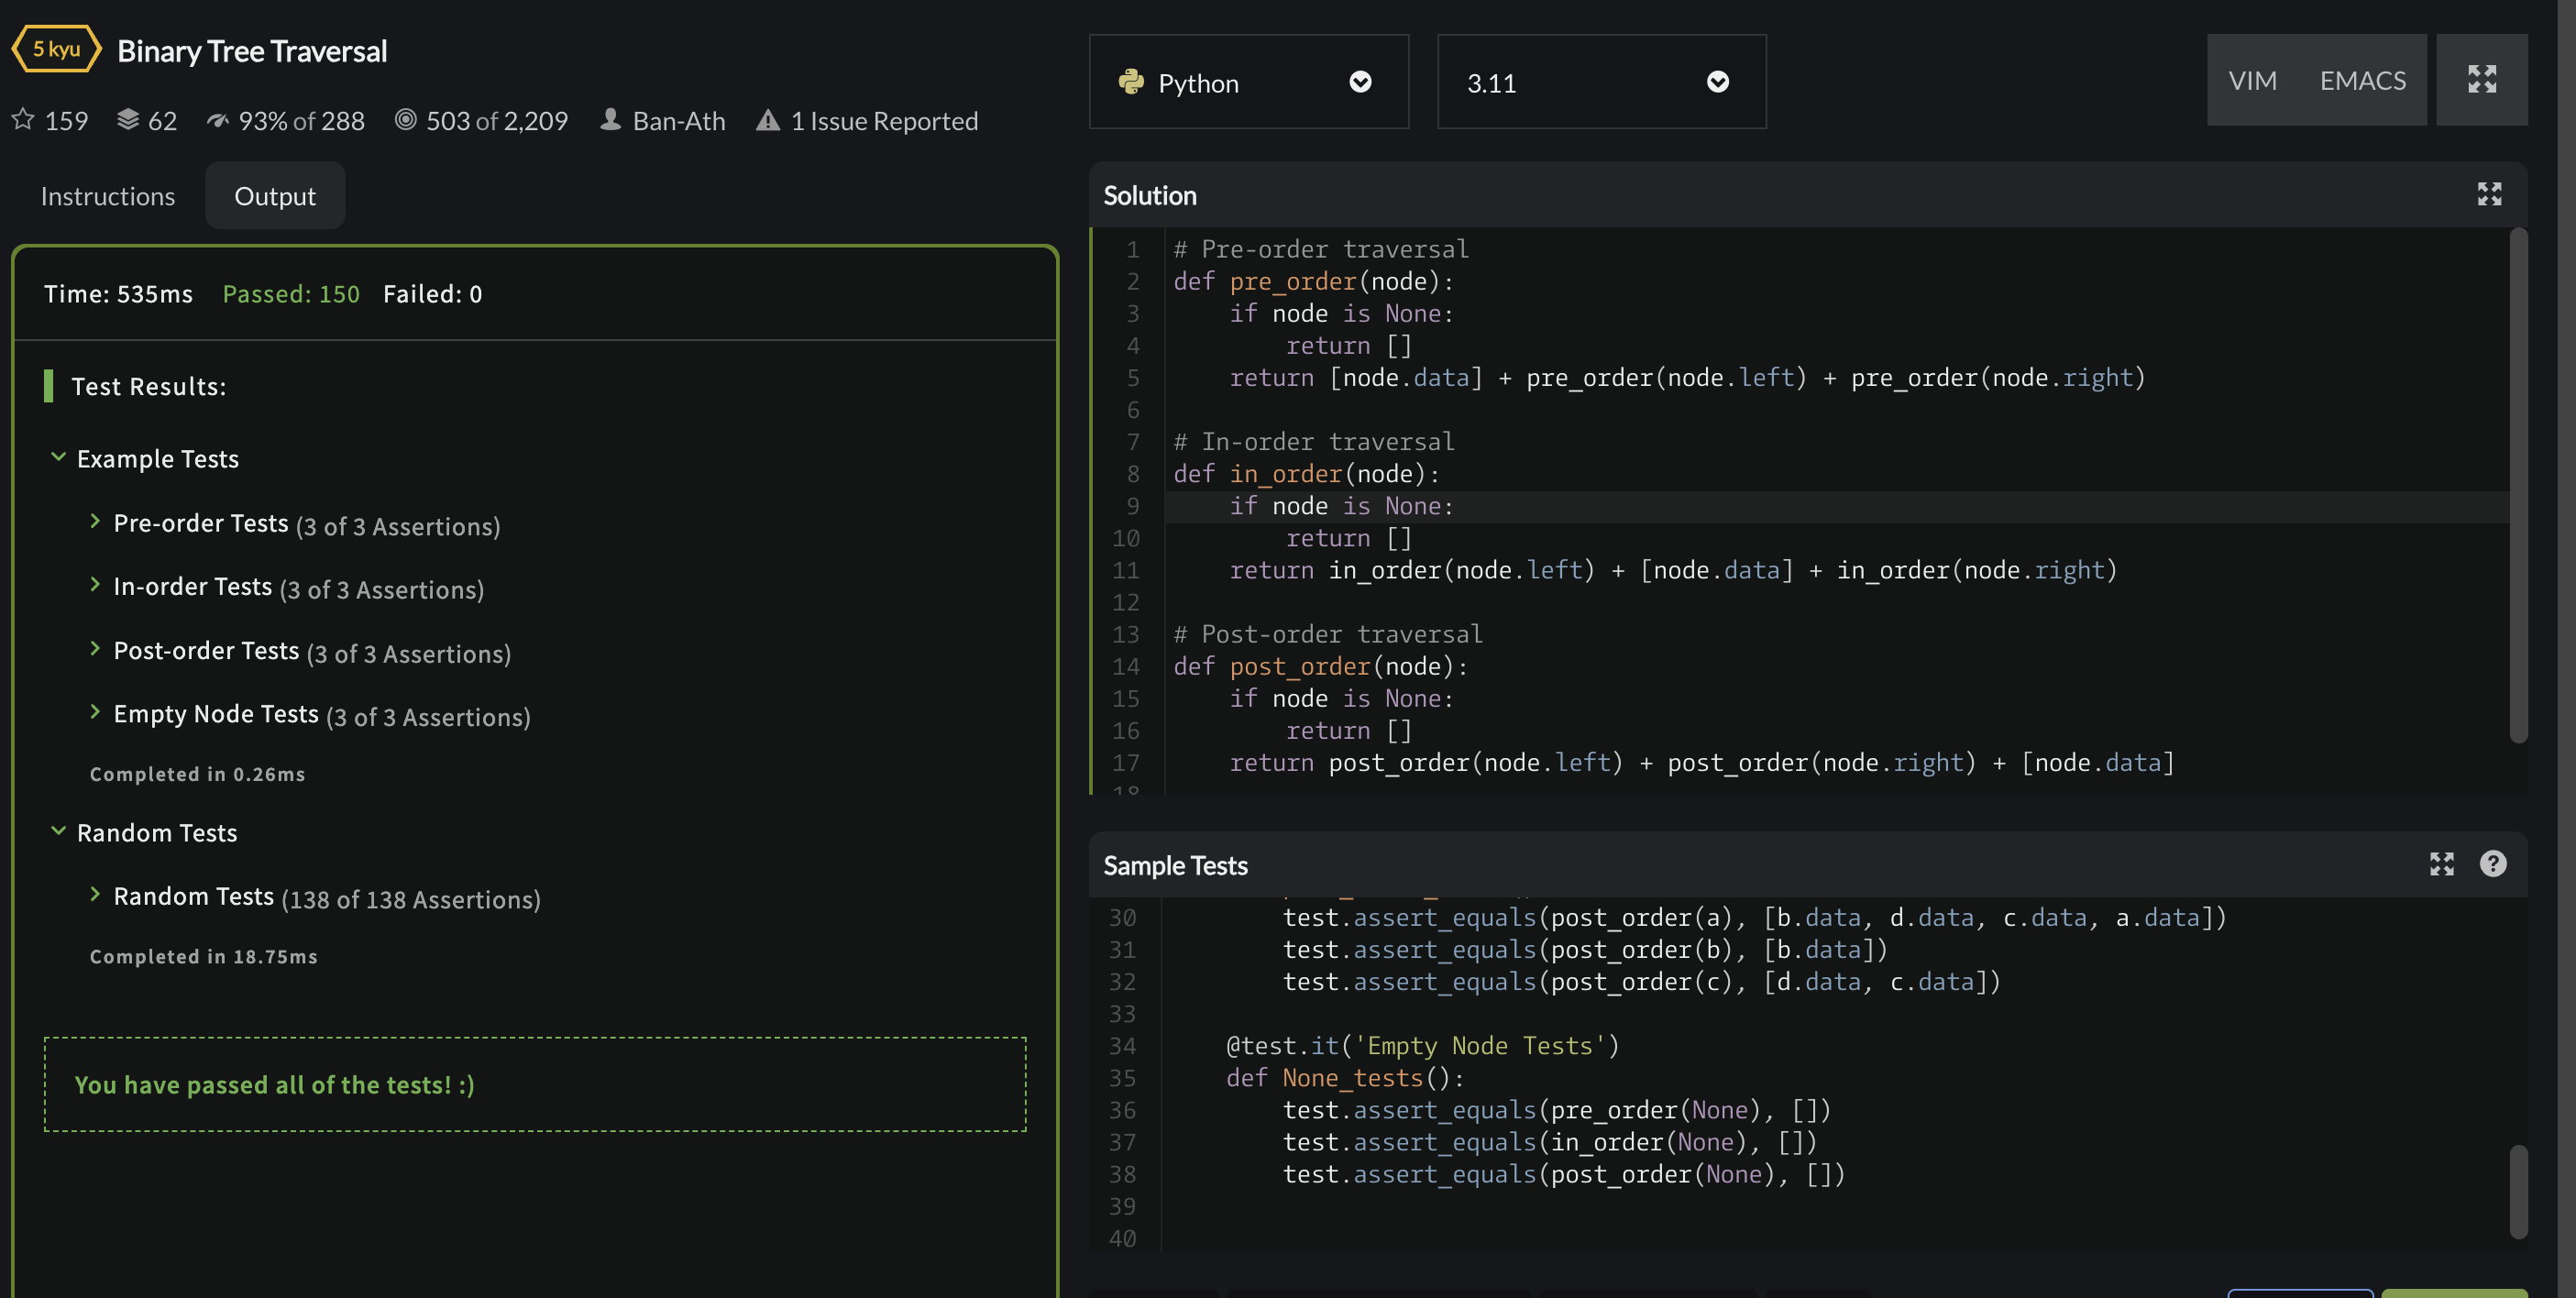 5 kyu
Binary Tree Traversal
159 62 93% of 288 503 of 2,209 Ban-Ath 1 Issue Reported
Instructions Output
Time: 535ms Passed: 150 Failed: 0
Test Results:
Example Tests
Pre-order Tests (3 of 3 Assertions)
In-order Tests (3 of 3 Assertions)
Post-order Tests (3 of 3 Assertions)
Empty Node Tests (3 of 3 Assertions)
Completed in 0.26ms
Random Tests
Random Tests (138 of 138 Assertions)
Completed in 18.75ms
You have passed all of the tests! :)
Python 3.11 VIM EMACS
Solution
1 # Pre-order traversal
2 def pre_order(node):
3     if node is None:
4         return []
5     return [node.data] + pre_order(node.left) + pre_order(node.right)
6
7 # In-order traversal
8 def in_order(node):
9     if node is None:
10         return []
11     return in_order(node.left) + [node.data] + in_order(node.right)
12
13 # Post-order traversal
14 def post_order(node):
15     if node is None:
16         return []
17     return post_order(node.left) + post_order(node.right) + [node.data]
18
Sample Tests
30         test.assert_equals(post_order(a), [b.data, d.data, c.data, a.data])
31         test.assert_equals(post_order(b), [b.data])
32         test.assert_equals(post_order(c), [d.data, c.data])
33
34     @test.it('Empty Node Tests')
35     def None_tests():
36         test.assert_equals(pre_order(None), [])
37         test.assert_equals(in_order(None), [])
38         test.assert_equals(post_order(None), [])
39
40